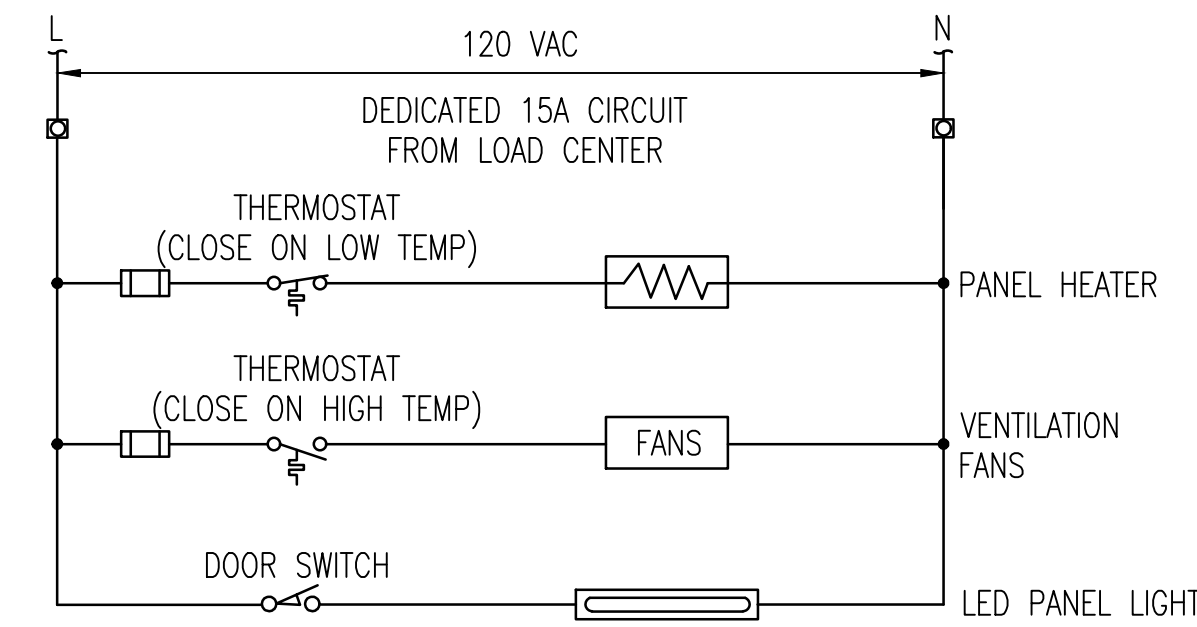 L
N
120 VAC
DEDICATED 15A CIRCUIT
FROM LOAD CENTER
THERMOSTAT
(CLOSE ON LOW TEMP)
PANEL HEATER
THERMOSTAT
(CLOSE ON HIGH TEMP)
FANS
VENTILATION
FANS
DOOR SWITCH
LED PANEL LIGHT